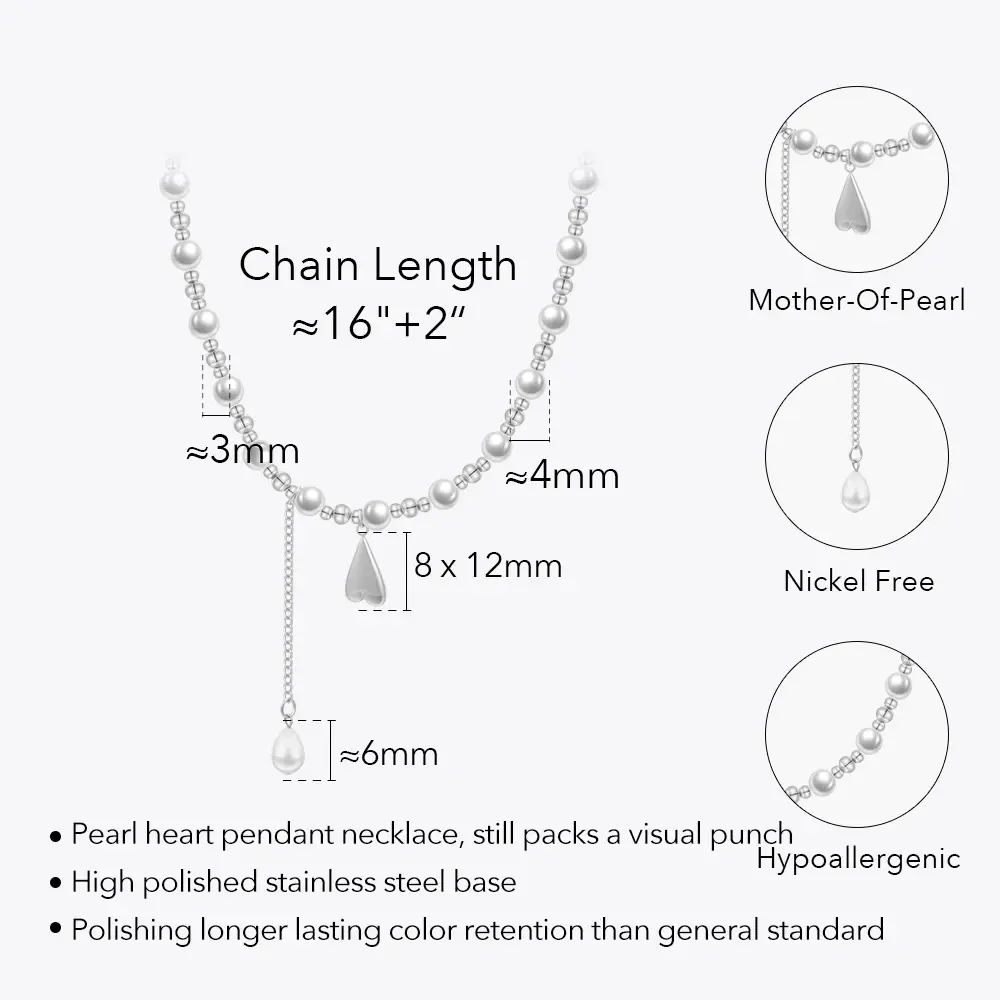 Chain Length
≈16"+2“
≈3mm
≈4mm
8 x 12mm
≈6mm
Mother-Of-Pearl
Nickel Free
Hypoallergenic
• Pearl heart pendant necklace, still packs a visual punch
• High polished stainless steel base
• Polishing longer lasting color retention than general standard